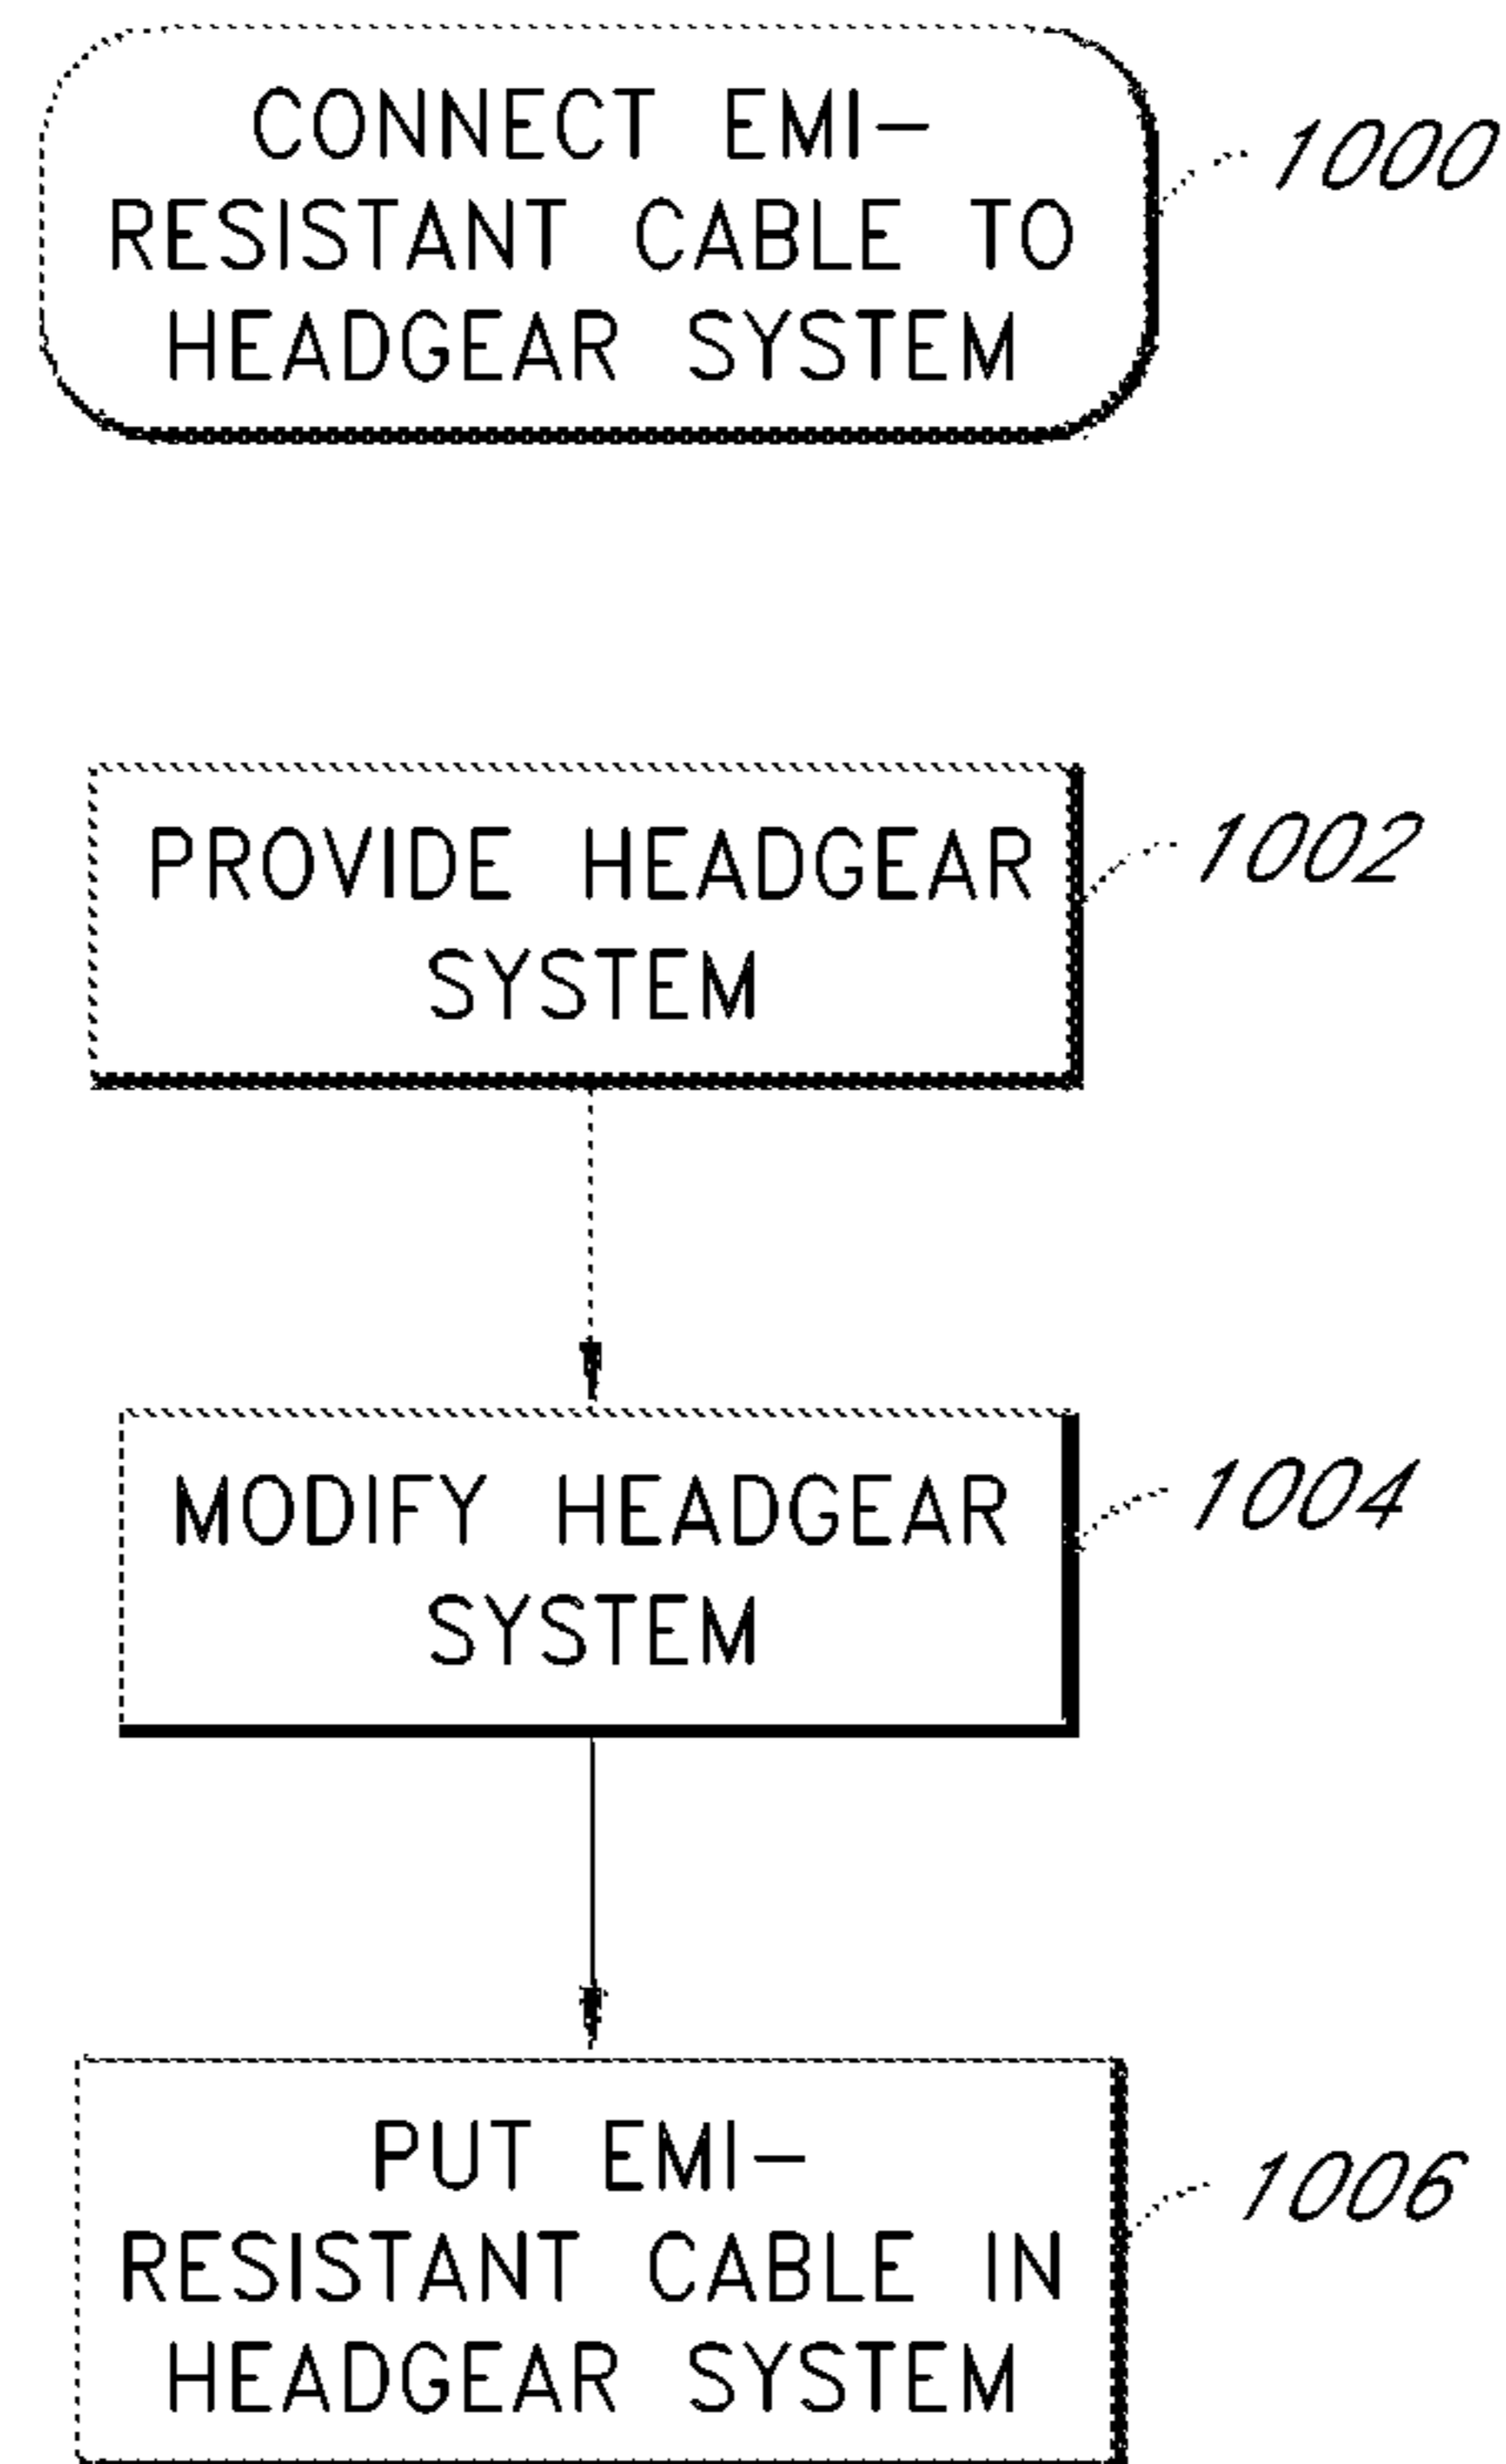 CONNECT EMI-
RESISTANT CABLE TO
HEADGEAR SYSTEM
1000
PROVIDE HEADGEAR
SYSTEM
1002
MODIFY HEADGEAR
SYSTEM
1004
PUT EMI-
RESISTANT CABLE IN
HEADGEAR SYSTEM
1006